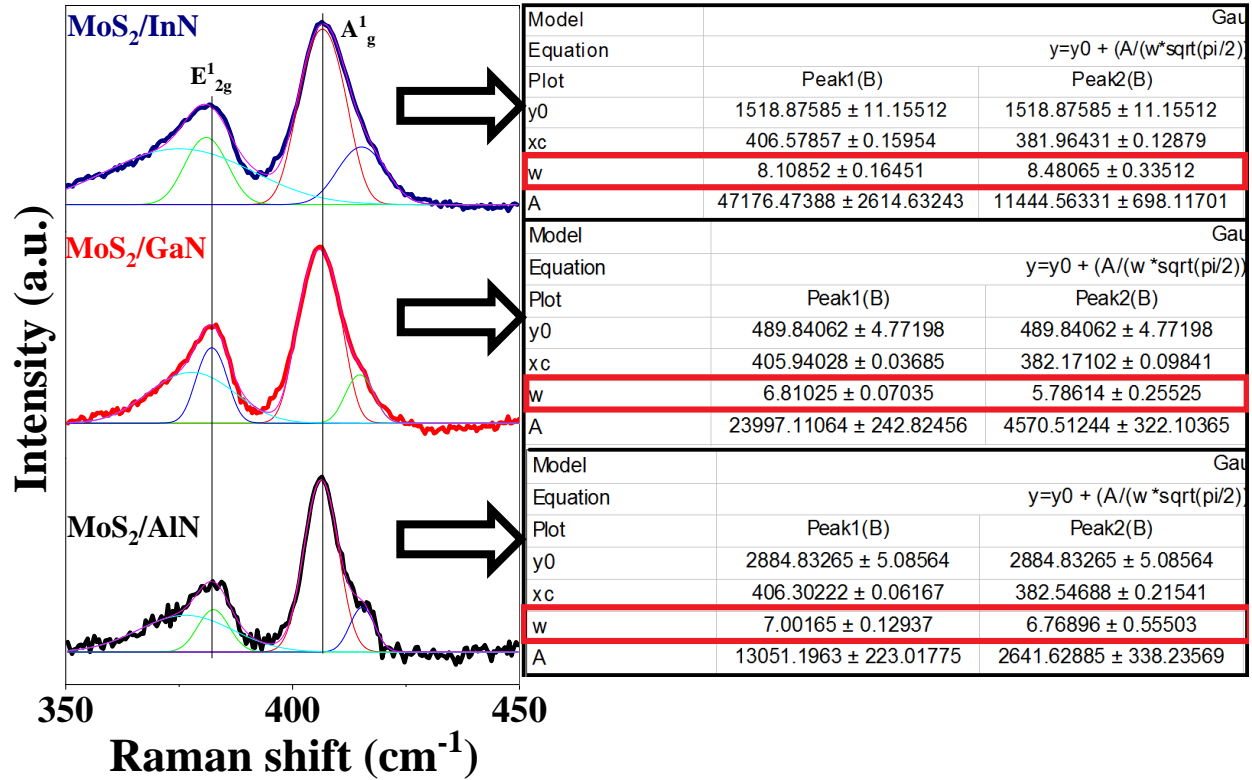 MoS2/InN
E12g
A1g
MoS2/GaN
MoS2/AlN
Intensity (a.u.)
350 400 450
Raman shift (cm-1)
Model Gau
Equation y=y0 + (A/(w*sqrt(pi/2))
Plot Peak1(B) Peak2(B)
y0 1518.87585 ± 11.15512 1518.87585 ± 11.15512
xc 406.57857 ± 0.15954 381.96431 ± 0.12879
w 8.10852 ± 0.16451 8.48065 ± 0.33512
A 47176.47388 ± 2614.63243 11444.56331 ± 698.11701
Model Gau
Equation y=y0 + (A/(w*sqrt(pi/2))
Plot Peak1(B) Peak2(B)
y0 489.84062 ± 4.77198 489.84062 ± 4.77198
xc 405.94028 ± 0.03685 382.17102 ± 0.09841
w 6.81025 ± 0.07035 5.78614 ± 0.25525
A 23997.11064 ± 242.82456 4570.51244 ± 322.10365
Model Gau
Equation y=y0 + (A/(w*sqrt(pi/2))
Plot Peak1(B) Peak2(B)
y0 2884.83265 ± 5.08564 2884.83265 ± 5.08564
xc 406.30222 ± 0.06167 382.54688 ± 0.21541
w 7.00165 ± 0.12937 6.76896 ± 0.55503
A 13051.1963 ± 223.01775 2641.62885 ± 338.23569